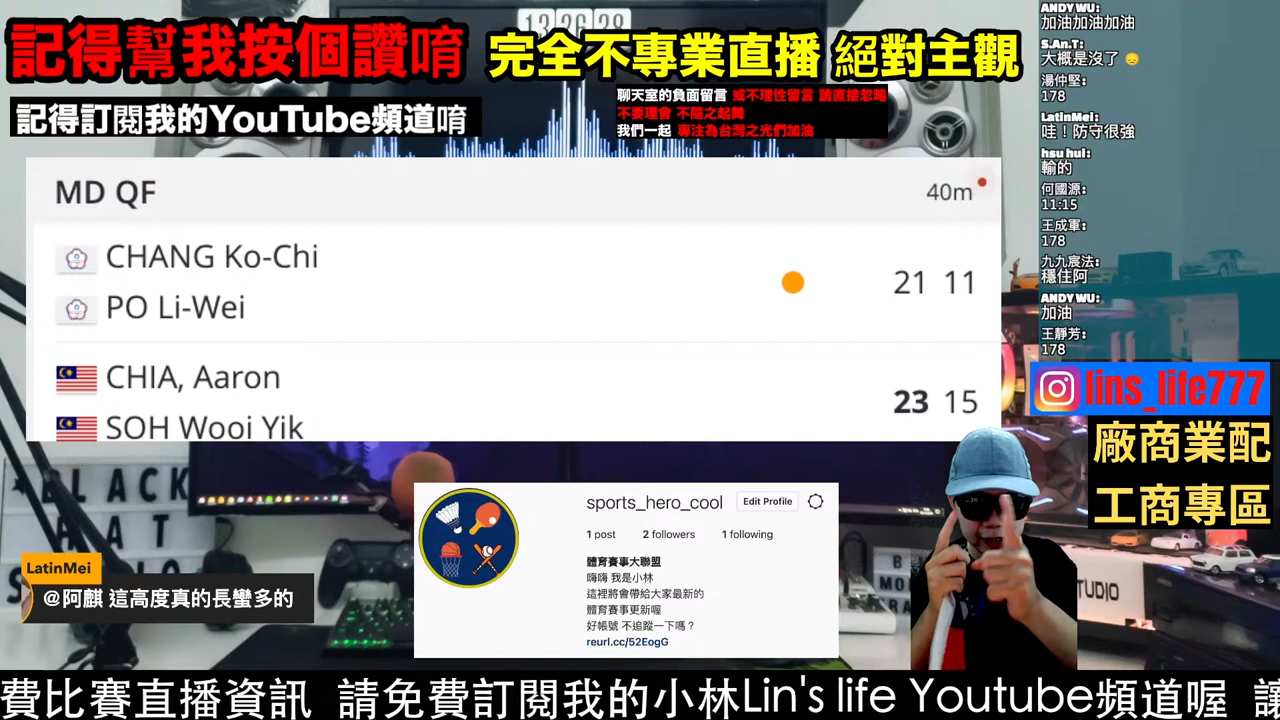 13 26 28
記得幫我按個讚唷
完全不專業直播 絕對主觀
記得訂閱我的YouTube頻道唷
聊天室的負面留言 或不理性留言 請直接忽略
不要理會 不隨之起舞
我們一起 專注為台灣之光們加油
MD QF
40m
CHANG Ko-Chi
PO Li-Wei
21 11
CHIA, Aaron
SOH Wooi Yik
23 15
ANDY WU:
加油加油加油
S.An.T:
大概是沒了 😞
湯仲堅:
178
LatinMei:
哇！防守很強
hsu hui:
輸的
何國源:
11:15
王成軍:
178
九九宸法:
穩住阿
ANDY WU:
加油
王靜芳:
178
lins_life777
廠商業配
工商專區
BLACK
sports_hero_cool
Edit Profile
1 post 2 followers 1 following
體育賽事大聯盟
嗨嗨 我是小林
這裡將會帶給大家最新的
體育賽事更新喔
好帳號 不追蹤一下嗎？
reurl.cc/52EogG
LatinMei
@阿麒 這高度真的長蠻多的
費比賽直播資訊 請免費訂閱我的小林Lin's life Youtube頻道喔 讓